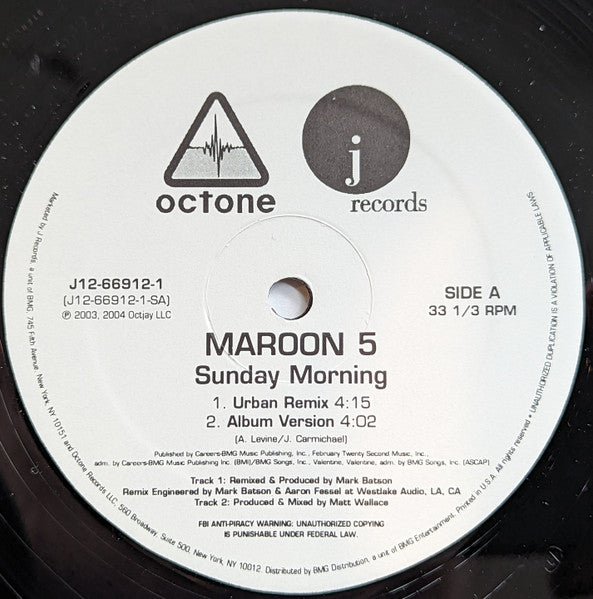 octone
j
records
J12-66912-1
(J12-66912-1-SA)
℗ 2003, 2004 Octjay LLC
SIDE A
33 1/3 RPM
MAROON 5
Sunday Morning
1. Urban Remix 4:15
2. Album Version 4:02
(A. Levine/J. Carmichael)
Published by Careers-BMG Music Publishing, Inc., February Twenty Second Music, Inc.,
adm. by Careers-BMG Music Publishing Inc. (BMI)/BMG Songs, Inc., Valentine, Valentine, adm. by BMG Songs, Inc. (ASCAP)
Track 1: Remixed & Produced by Mark Batson
Remix Engineered by Mark Batson & Aaron Fessel at Westlake Audio, LA, CA
Track 2: Produced & Mixed by Matt Wallace
FBI ANTI-PIRACY WARNING: UNAUTHORIZED COPYING
IS PUNISHABLE UNDER FEDERAL LAW.
Marketed by J Records, a unit of BMG, 745 Fifth Avenue, New York, NY 10151 and Octone Records LLC, 560 Broadway, Suite 500, New York, NY 10012. Distributed by BMG Distribution, a unit of BMG Entertainment. Printed in U.S.A. All rights reserved. • UNAUTHORIZED DUPLICATION IS A VIOLATION OF APPLICABLE LAWS.